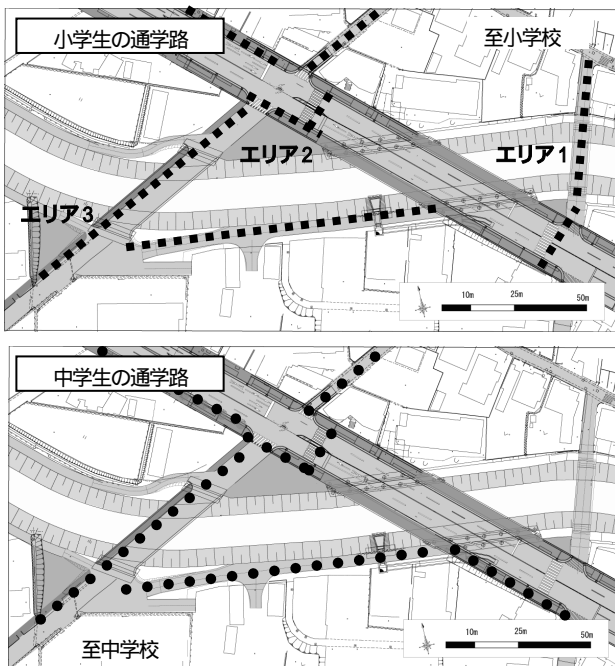 小学生の通学路
至小学校
エリア2
エリア1
エリア3
10m 25m 50m
中学生の通学路
10m 25m 50m
至中学校